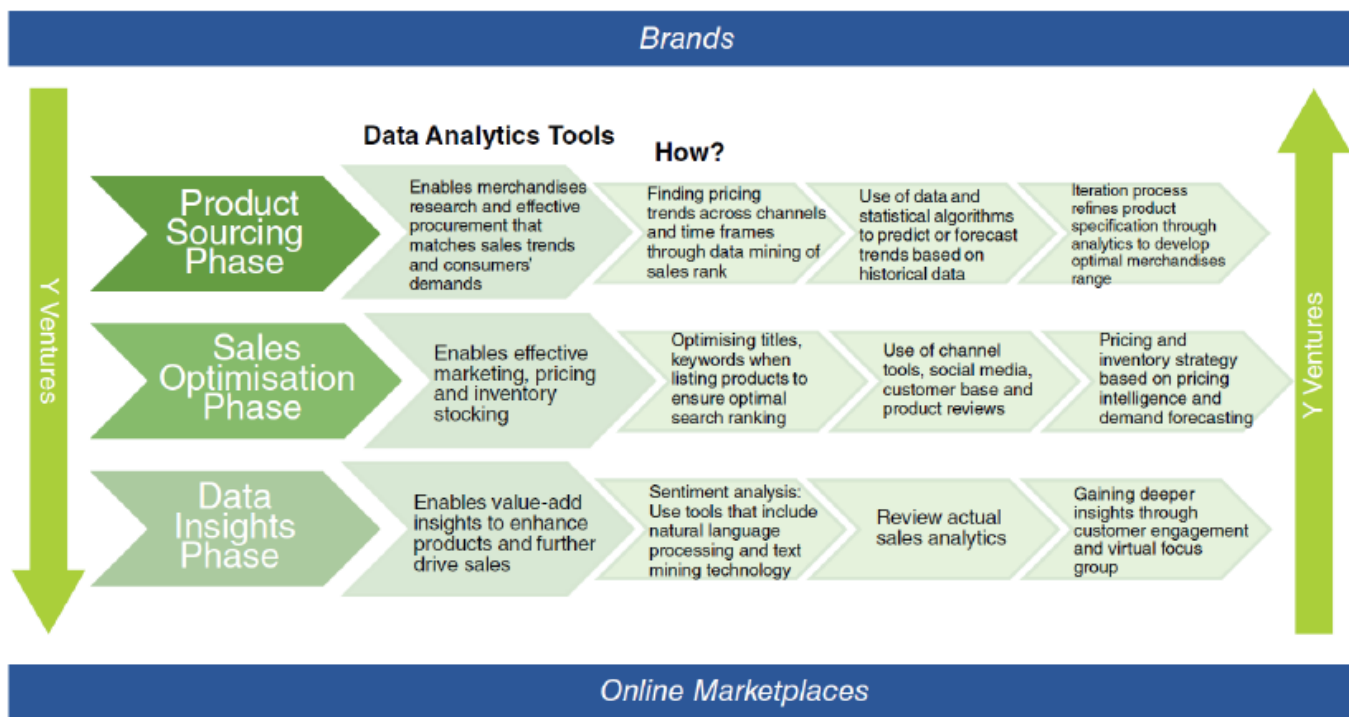 Brands
Y Ventures
Data Analytics Tools
How?
Product
Sourcing
Phase
Enables merchandises
research and effective
procurement that
matches sales trends
and consumers'
demands
Finding pricing
trends across channels
and time frames
through data mining of
sales rank
Use of data and
statistical algorithms
to predict or forecast
trends based on
historical data
Iteration process
refines product
specification through
analytics to develop
optimal merchandises
range
Sales
Optimisation
Phase
Enables effective
marketing, pricing
and inventory
stocking
Optimising titles,
keywords when
listing products to
ensure optimal
search ranking
Use of channel
tools, social media,
customer base and
product reviews
Pricing and
inventory strategy
based on pricing
intelligence and
demand forecasting
Data
Insights
Phase
Enables value-add
insights to enhance
products and further
drive sales
Sentiment analysis:
Use tools that include
natural language
processing and text
mining technology
Review actual
sales analytics
Gaining deeper
insights through
customer engagement
and virtual focus
group
Y Ventures
Online Marketplaces